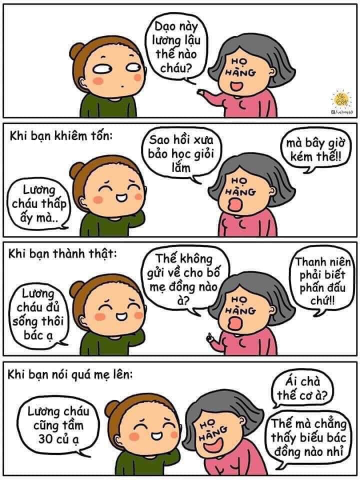 Dạo này
lương lậu
thế nào
cháu?
HỌ
HÀNG
Khi bạn khiêm tốn:
Sao hồi xưa
bảo học giỏi
lắm
mà bây giờ
kém thế!!
Lương
cháu thấp
ấy mà..
HỌ
HÀNG
Khi bạn thành thật:
Thế không
gửi về cho bố
mẹ đồng nào
à?
Thanh niên
phải biết
phấn đấu
chứ!!
Lương
cháu đủ
sống thôi
bác ạ
HỌ
HÀNG
Khi bạn nói quá mẹ lên:
Ái chà
thế cơ à?
Lương cháu
cũng tầm
30 củ ạ
HỌ
HÀNG
Thế mà chẳng
thấy biếu bác
đồng nào nhỉ